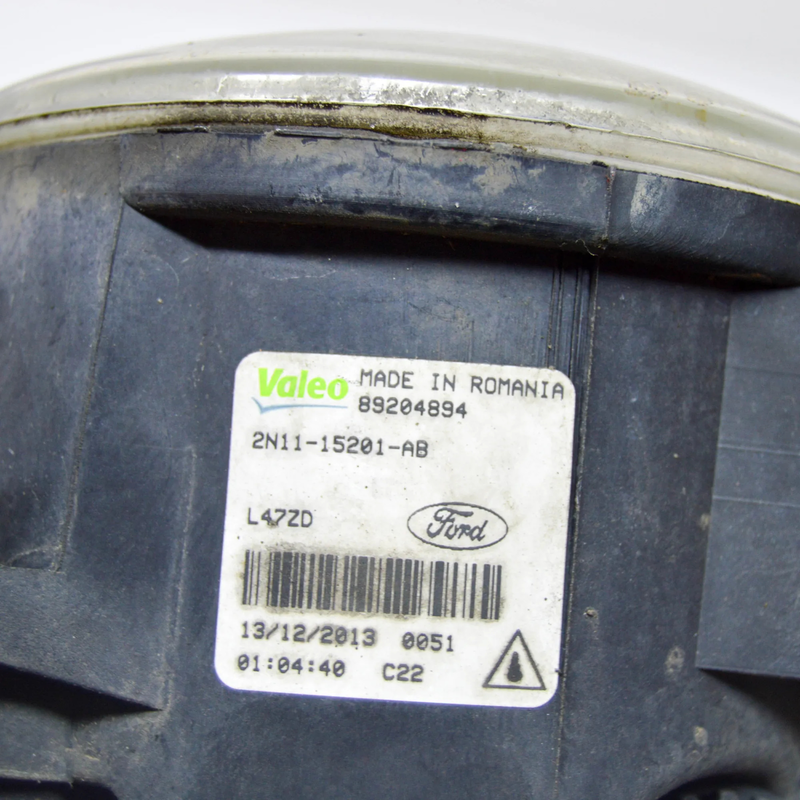 Valeo MADE IN ROMANIA
89204894
2N11-15201-AB
L47ZD Ford
13/12/2013 0051
01:04:40 C22